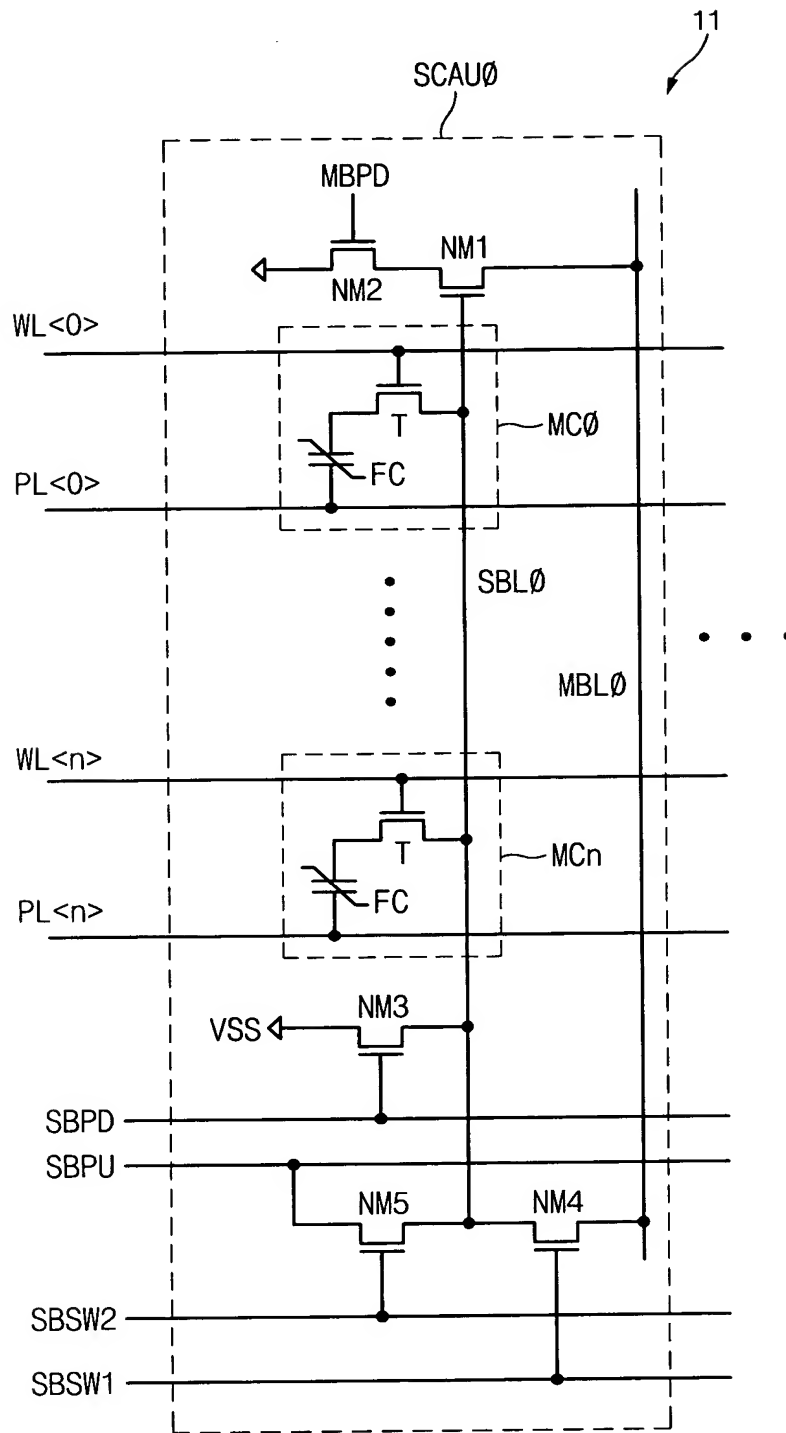 11
SCAUØ
MBPD
NM1
NM2
WL<0>
T
MCØ
FC
PL<0>
SBLØ
MBLØ
WL<n>
T
MCn
FC
PL<n>
NM3
VSS
SBPD
SBPU
NM5
NM4
SBSW2
SBSW1